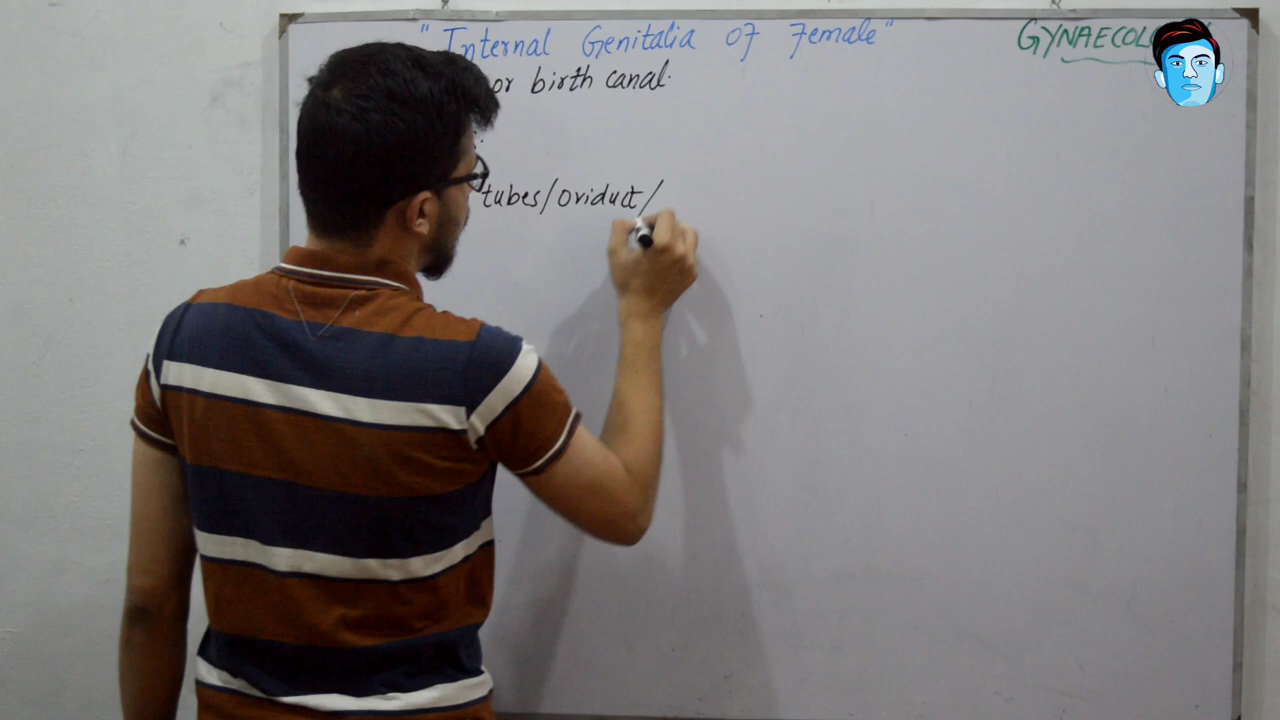 "Internal Genitalia of Female" GYNAECOLO
or birth canal.
tubes/oviduct/